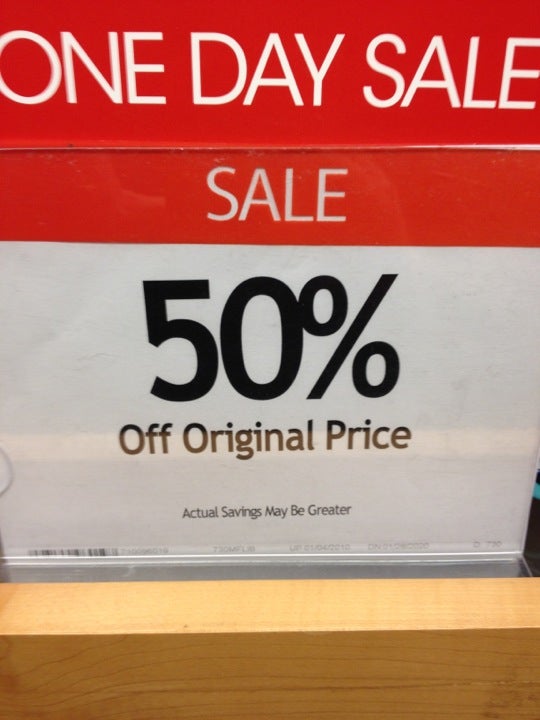 ONE DAY SALE
SALE
50%
Off Original Price
Actual Savings May Be Greater